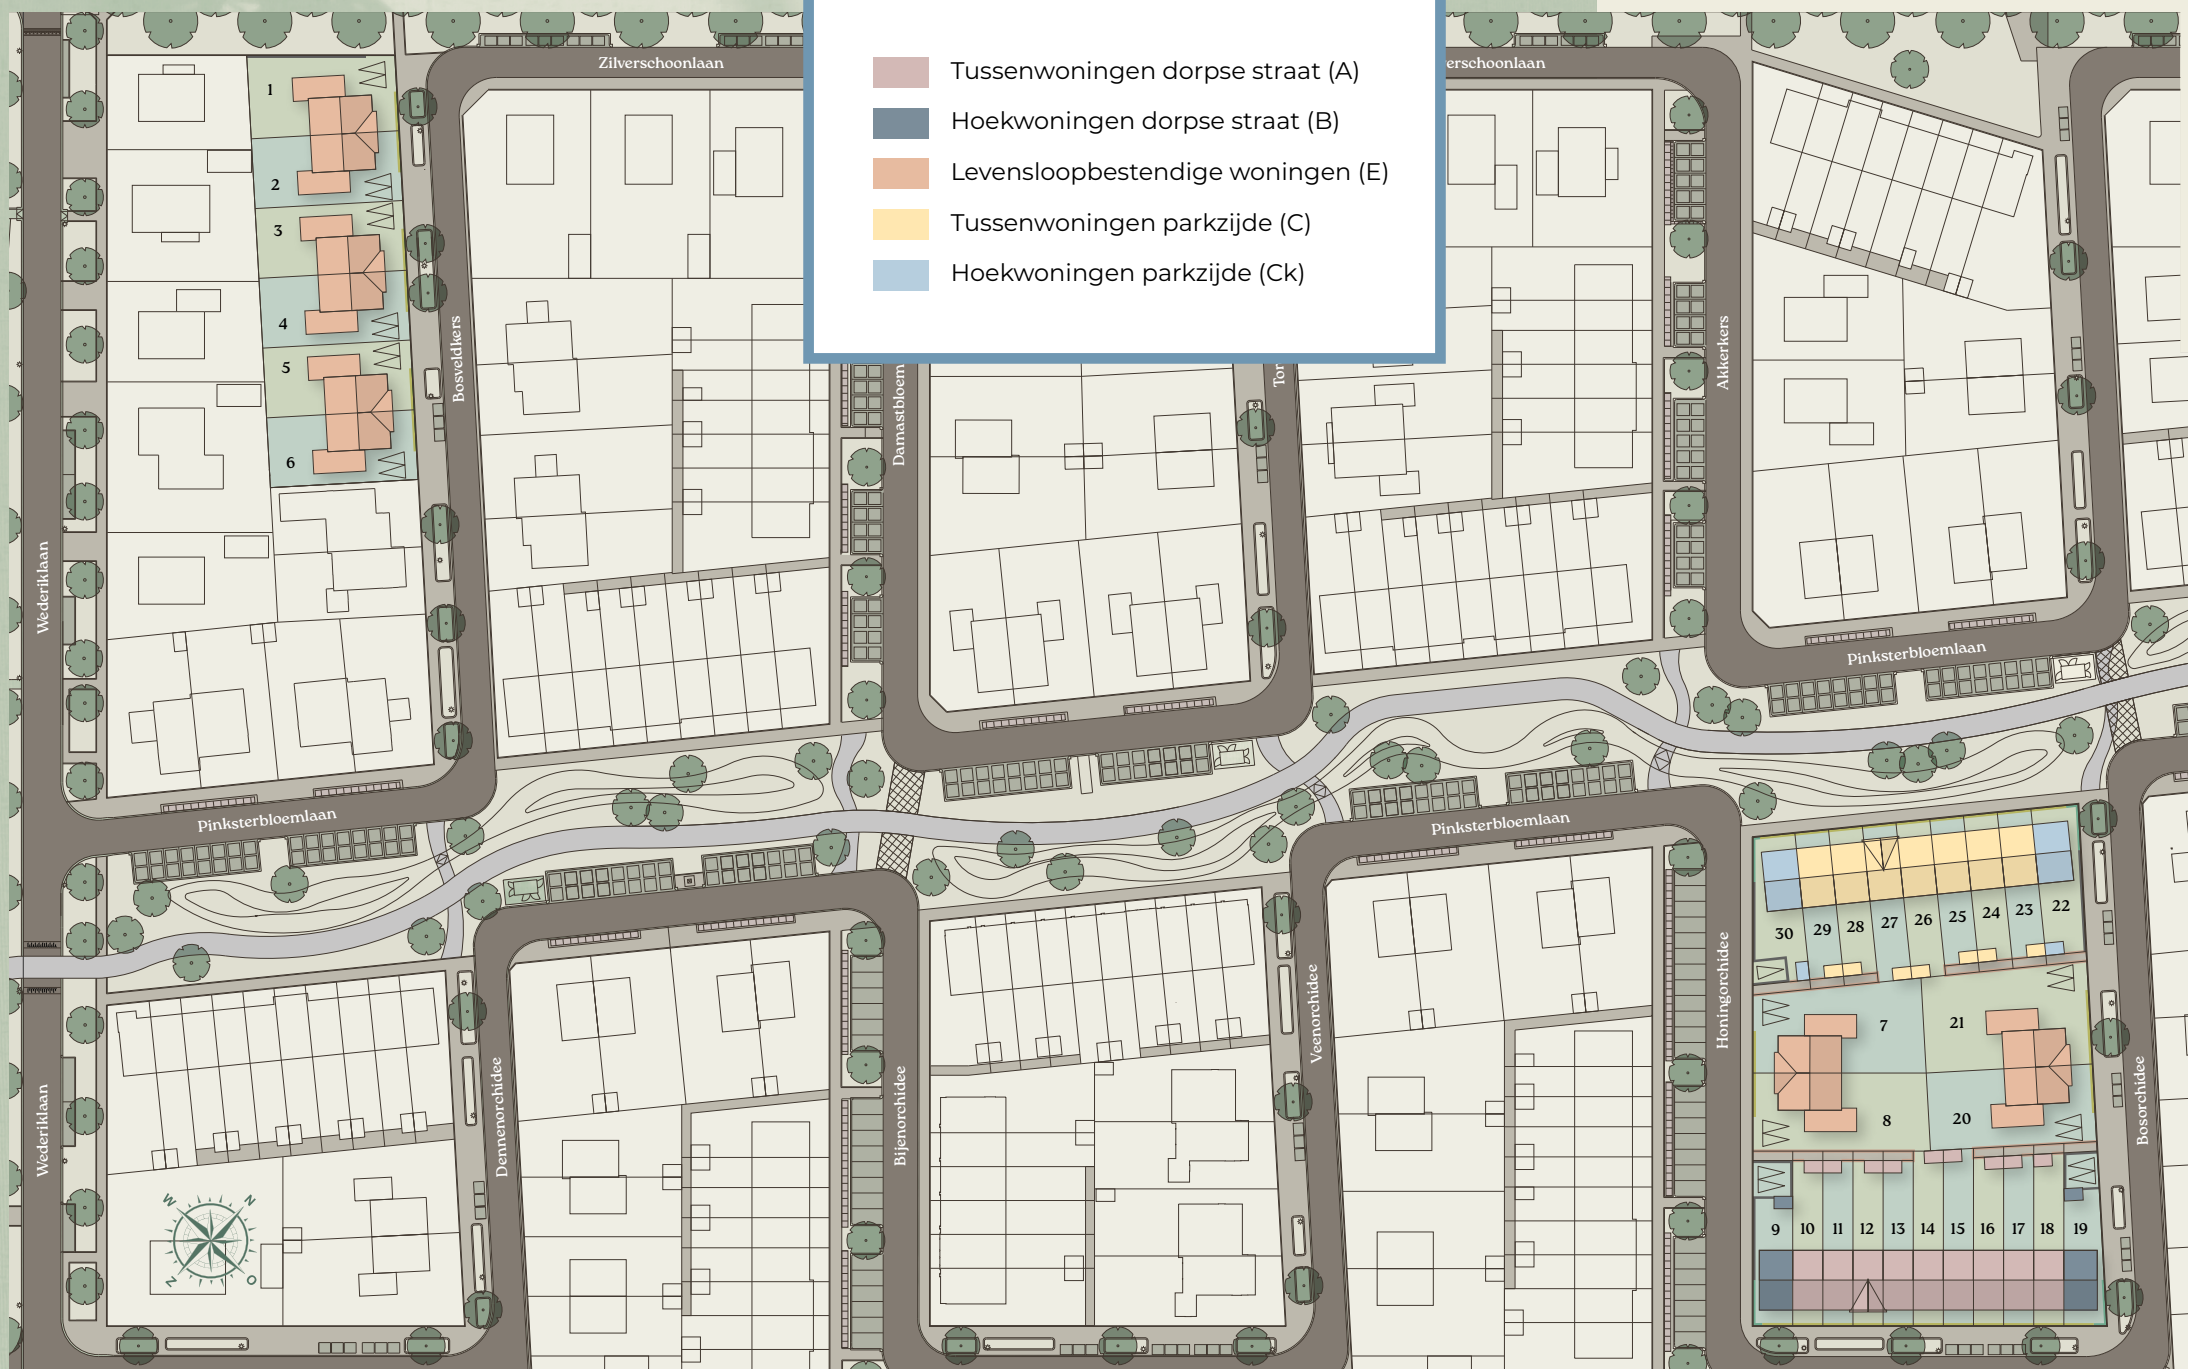 Tussenwoningen dorpse straat (A)
Hoekwoningen dorpse straat (B)
Levensloopbestendige woningen (E)
Tussenwoningen parkzijde (C)
Hoekwoningen parkzijde (Ck)
Zilverschoonlaan
erschoonlaan
1
2
3
4
5
6
Bosveldkers
Damastbloem
Tor
Akkerkers
Wederiklaan
Pinksterbloemlaan
Pinksterbloemlaan
Pinksterbloemlaan
30 29 28 27 26 25 24 23 22
7
21
8
20
9 10 11 12 13 14 15 16 17 18 19
Wederiklaan
Dennenorchidee
Bijenorchidee
Veenorchidee
Honingorchidee
Bosorchidee
W
N
Z
O